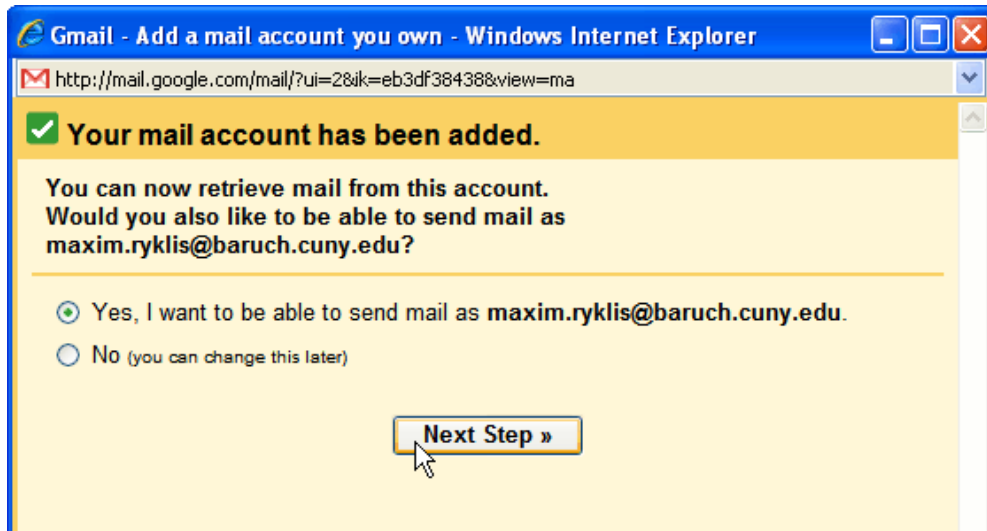 Gmail - Add a mail account you own - Windows Internet Explorer
http://mail.google.com/mail/?ui=2&ik=eb3df38438&view=ma
Your mail account has been added.
You can now retrieve mail from this account.
Would you also like to be able to send mail as
maxim.ryklis@baruch.cuny.edu?
Yes, I want to be able to send mail as maxim.ryklis@baruch.cuny.edu.
No (you can change this later)
Next Step »